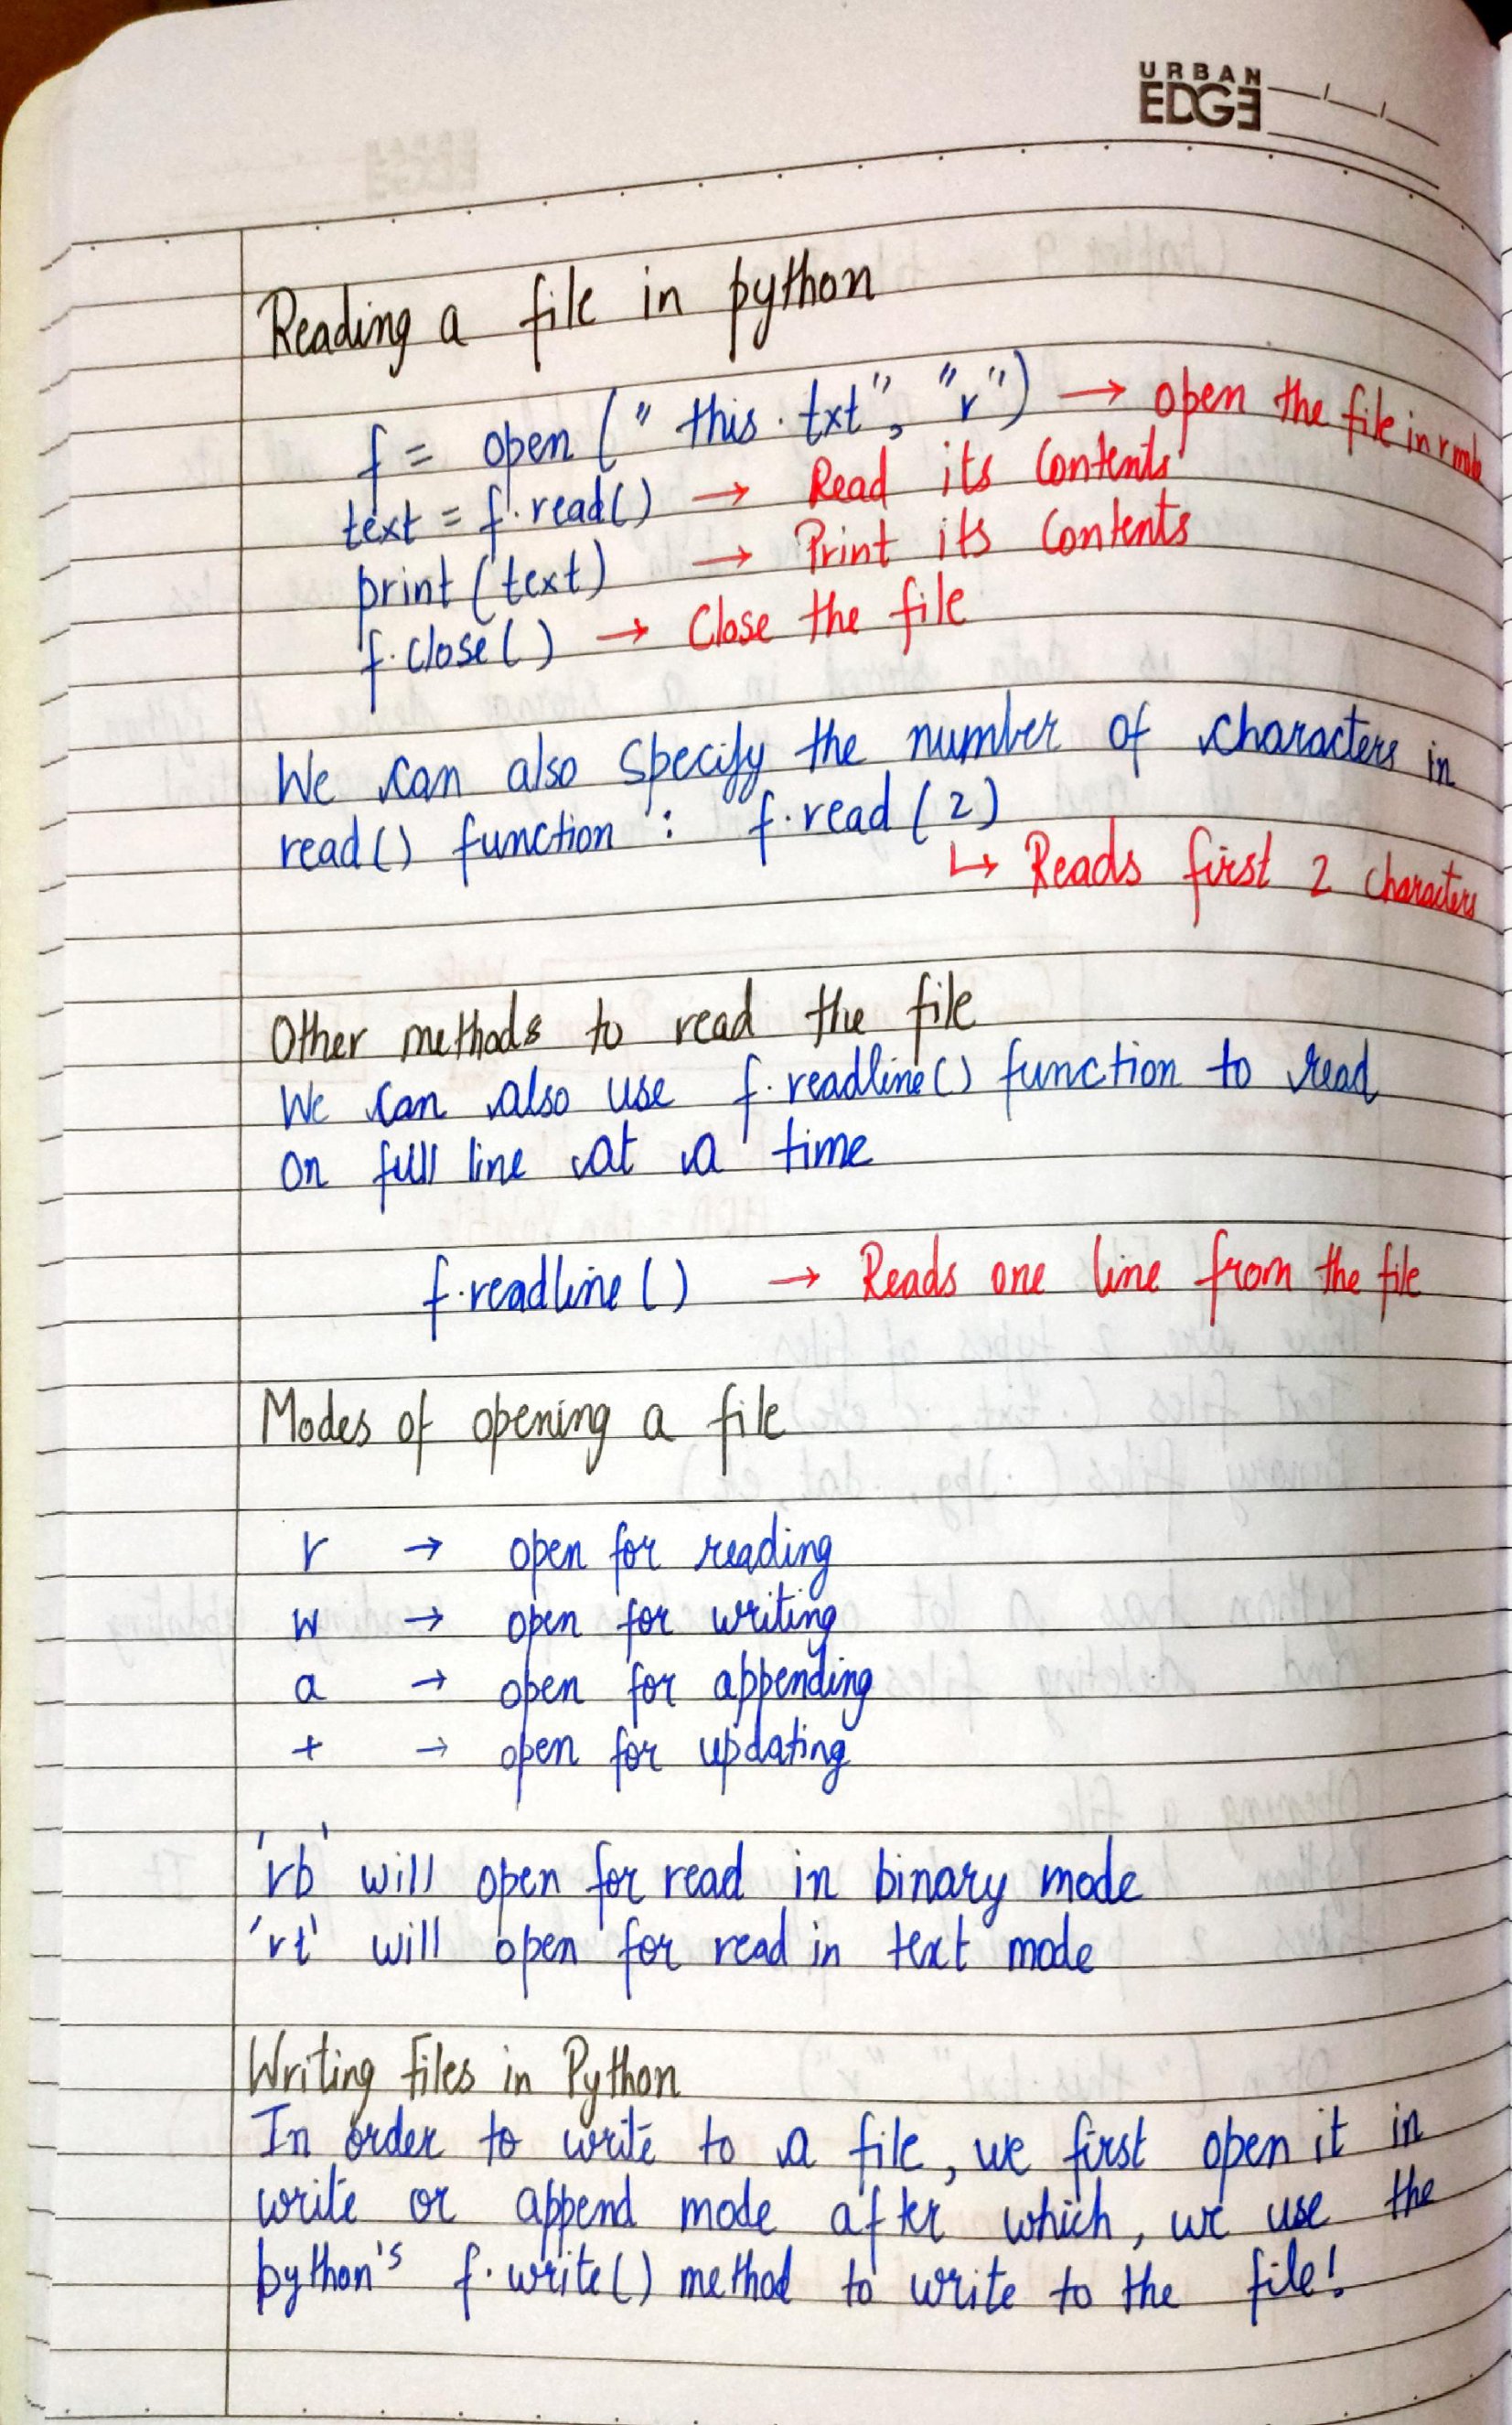 URBAN
EDGE
Reading a file in python
f = open ("this.txt", "r") → open the file in r mode
text = f.read() → Read its contents
print (text) → Print its contents
f.close() → Close the file
We can also specify the number of characters in
read() function : f.read (2)
↳ Reads first 2 characters
Other methods to read the file
We can also use f.readline() function to read
on full line at a time
f.readline() → Reads one line from the file
Modes of opening a file
r → open for reading
w → open for writing
a → open for appending
+ → open for updating
'rb' will open for read in binary mode
'rt' will open for read in text mode
Writing files in Python
In order to write to a file, we first open it in
write or append mode after which, we use the
python's f.write() method to write to the file!